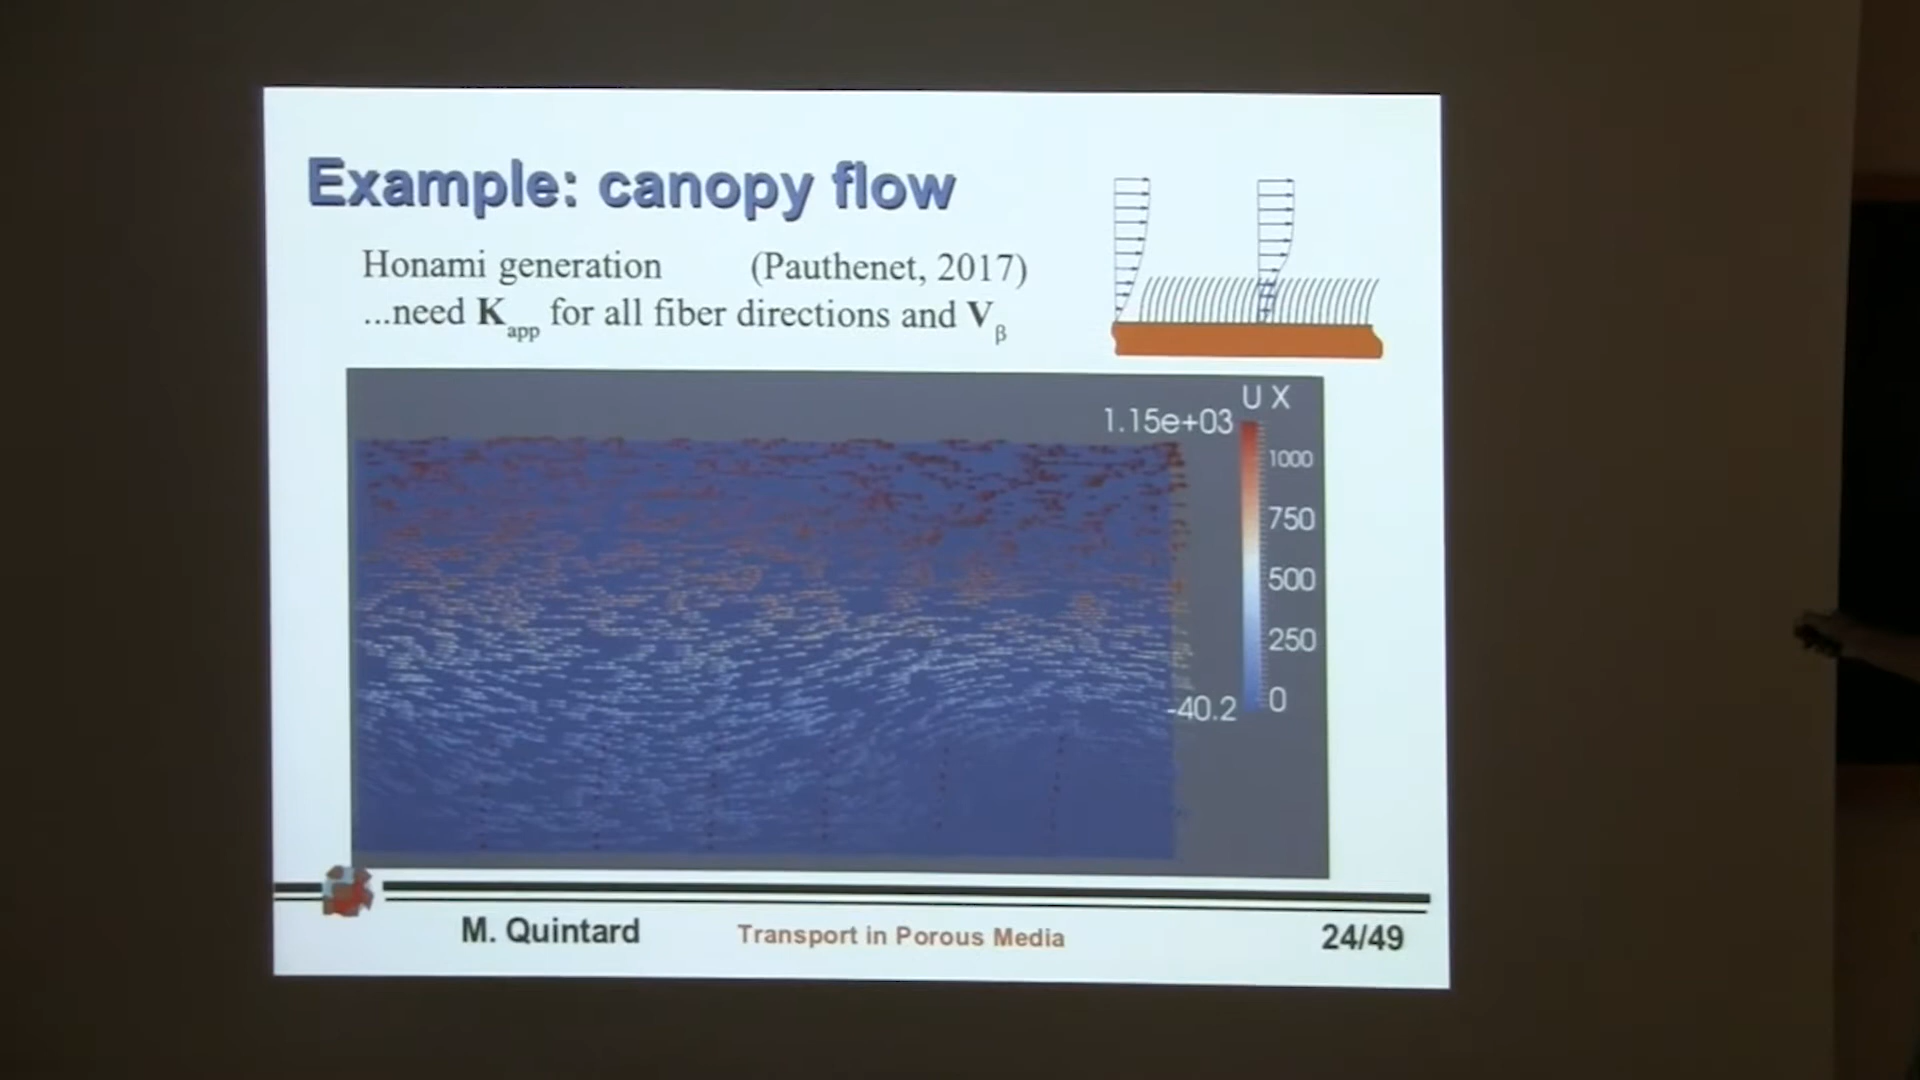 Example: canopy flow
Honami generation (Pauthenet, 2017)
...need K_app for all fiber directions and V_β
U X
1.15e+03
1000
750
500
250
0
-40.2
M. Quintard Transport in Porous Media 24/49